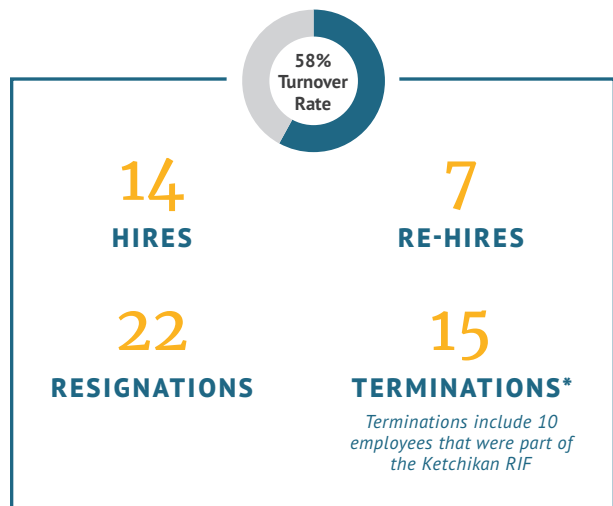 58%
Turnover
Rate
14
HIRES
7
RE-HIRES
22
RESIGNATIONS
15
TERMINATIONS*
Terminations include 10
employees that were part of
the Ketchikan RIF